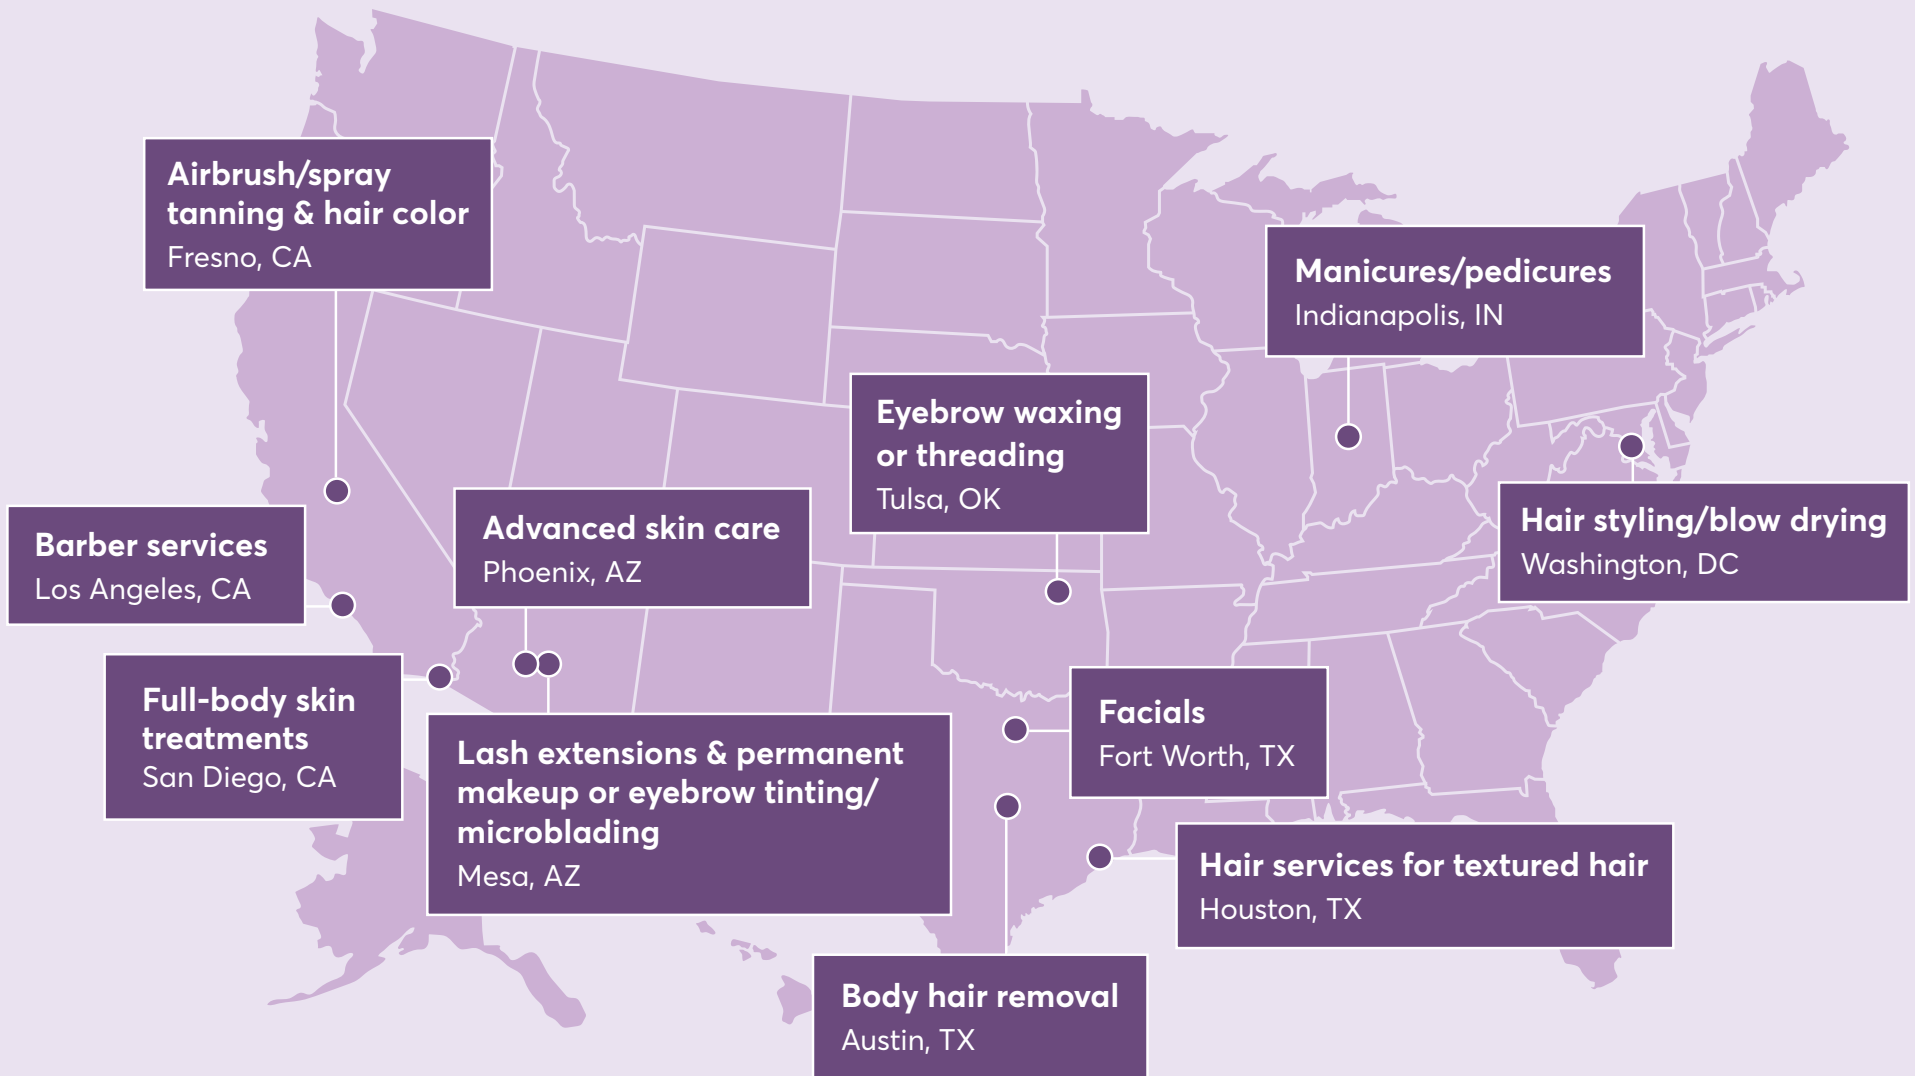 Airbrush/spray
tanning & hair color
Fresno, CA
Manicures/pedicures
Indianapolis, IN
Eyebrow waxing
or threading
Tulsa, OK
Barber services
Los Angeles, CA
Advanced skin care
Phoenix, AZ
Hair styling/blow drying
Washington, DC
Full-body skin
treatments
San Diego, CA
Lash extensions & permanent
makeup or eyebrow tinting/
microblading
Mesa, AZ
Facials
Fort Worth, TX
Hair services for textured hair
Houston, TX
Body hair removal
Austin, TX